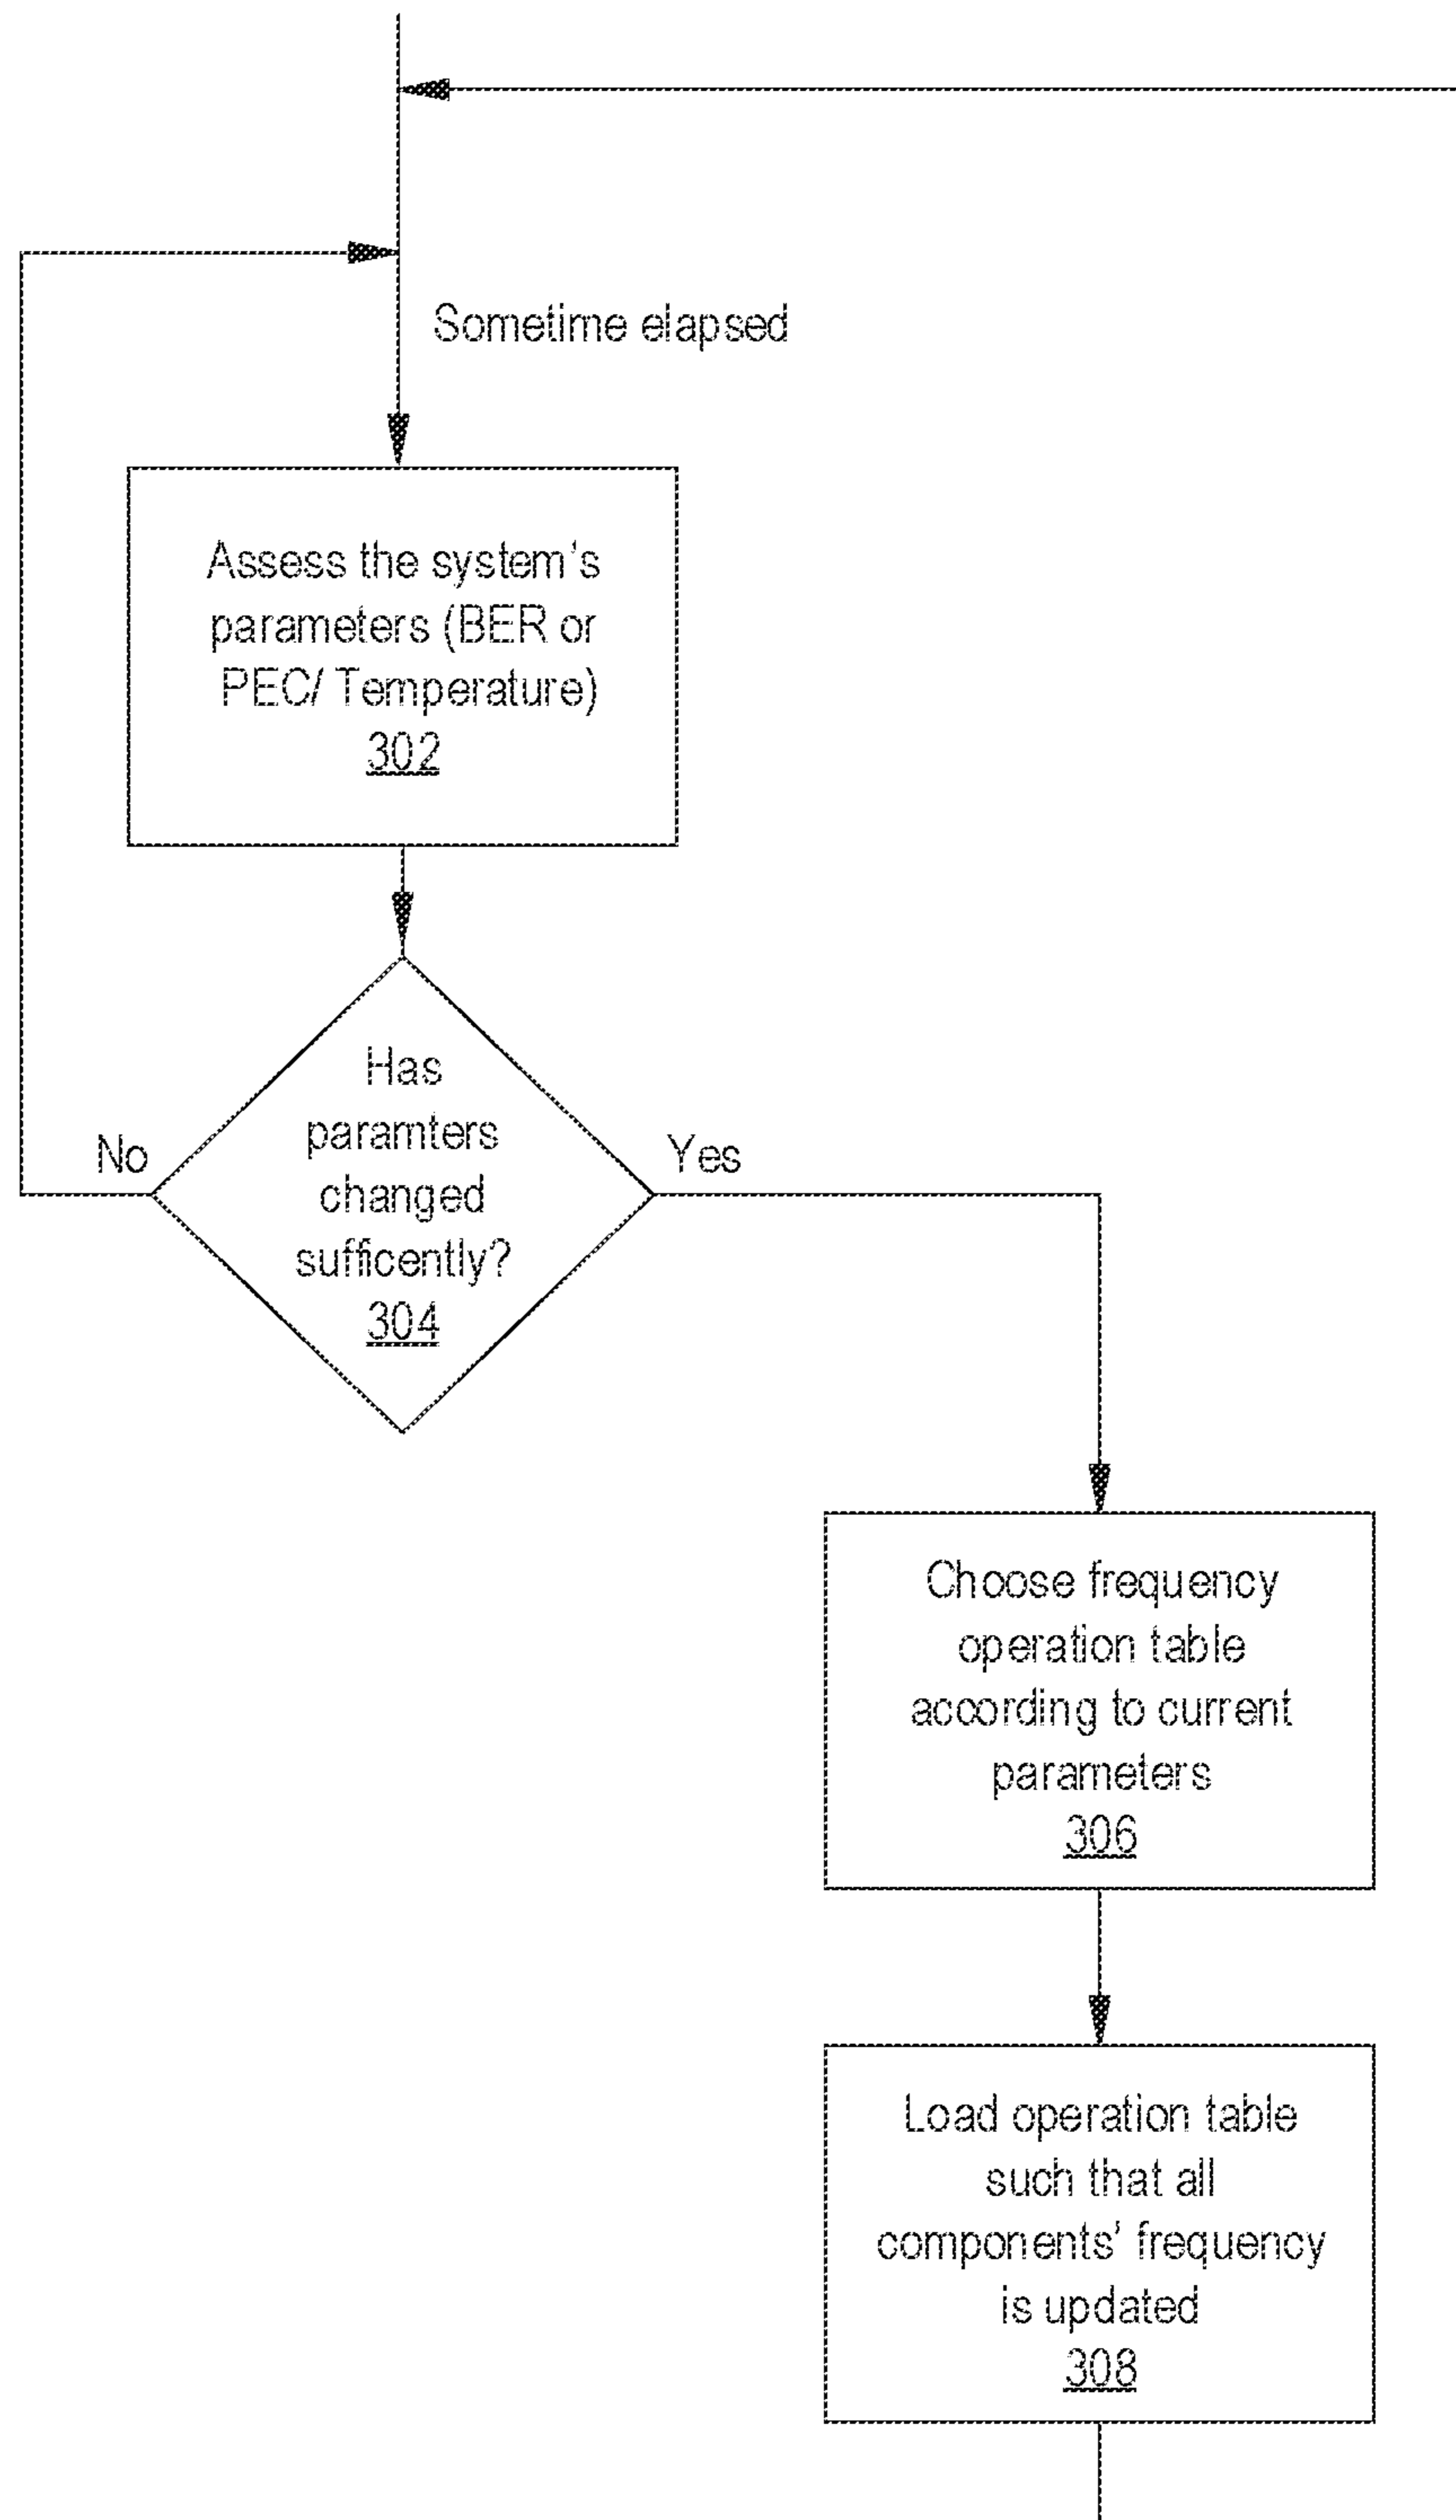 Sometime elapsed
Assess the system's
parameters (BER or
PEC/ Temperature)
302
Has
paramters
changed
sufficently?
304
No
Yes
Choose frequency
operation table
according to current
parameters
306
Load operation table
such that all
components' frequency
is updated
308